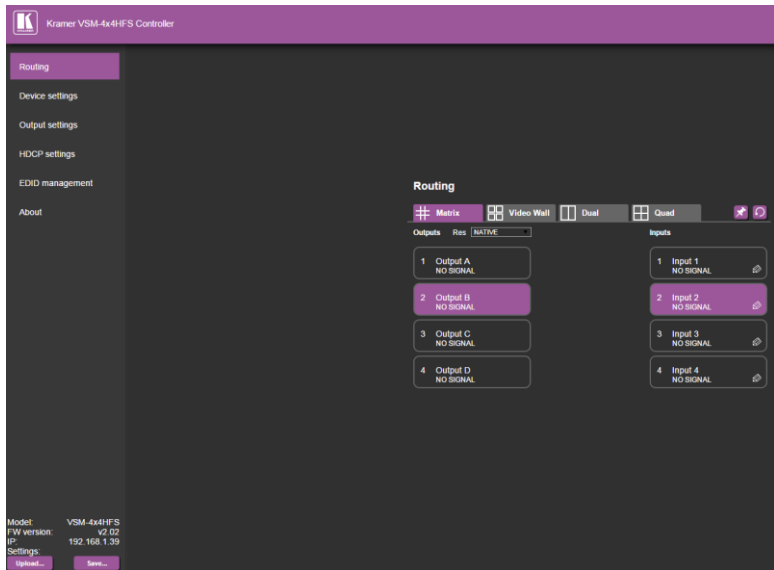 Kramer VSM-4x4HFS Controller
Routing
Device settings
Output settings
HDCP settings
EDID management
About
Routing
Matrix Video Wall Dual Quad
Outputs Res NATIVE Inputs
1 Output A
NO SIGNAL
1 Input 1
NO SIGNAL
2 Output B
NO SIGNAL
2 Input 2
NO SIGNAL
3 Output C
NO SIGNAL
3 Input 3
NO SIGNAL
4 Output D
NO SIGNAL
4 Input 4
NO SIGNAL
Model: VSM-4x4HFS
FW version: v2.02
IP: 192.168.1.39
Settings:
Upload... Save...